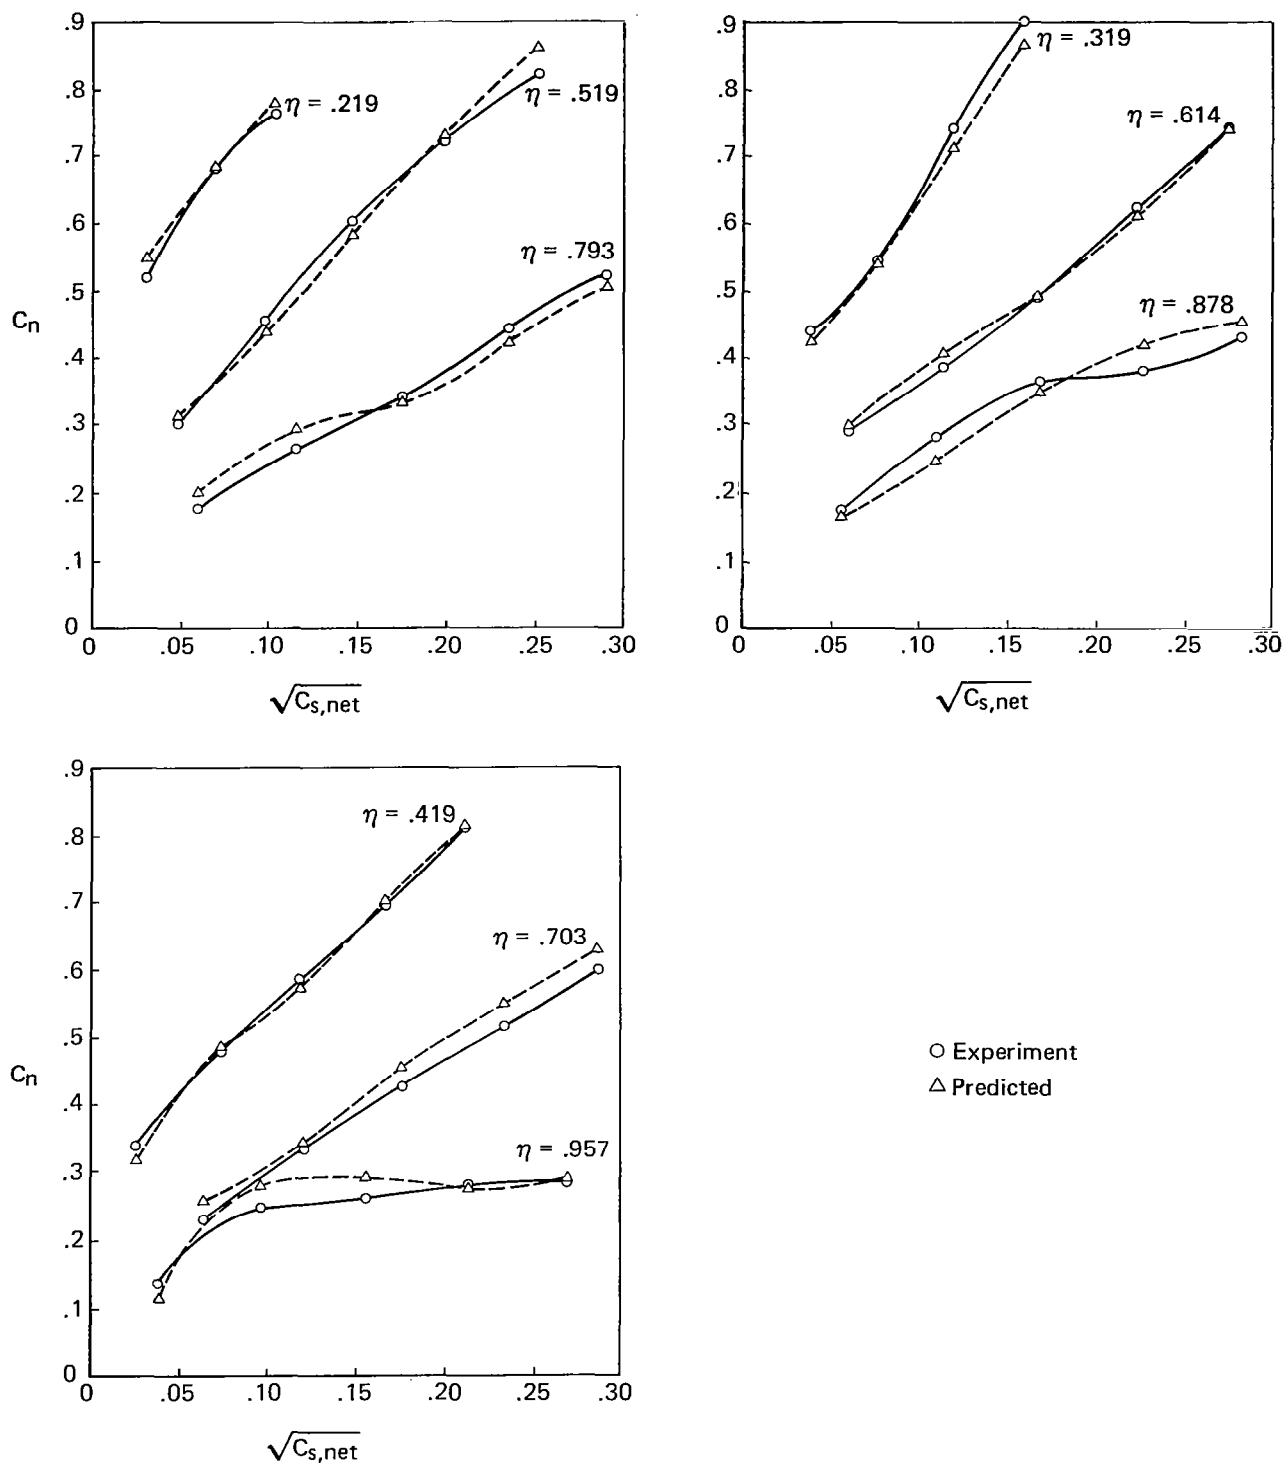 .9
.8
.7
.6
.5
.4
.3
.2
.1
0
Cn
η = .219
η = .519
η = .793
0 .05 .10 .15 .20 .25 .30
√Cs,net
.9
.8
.7
.6
.5
.4
.3
.2
.1
0
η = .319
η = .614
η = .878
0 .05 .10 .15 .20 .25 .30
√Cs,net
.9
.8
.7
.6
.5
.4
.3
.2
.1
0
Cn
η = .419
η = .703
η = .957
0 .05 .10 .15 .20 .25 .30
√Cs,net
Experiment
Predicted